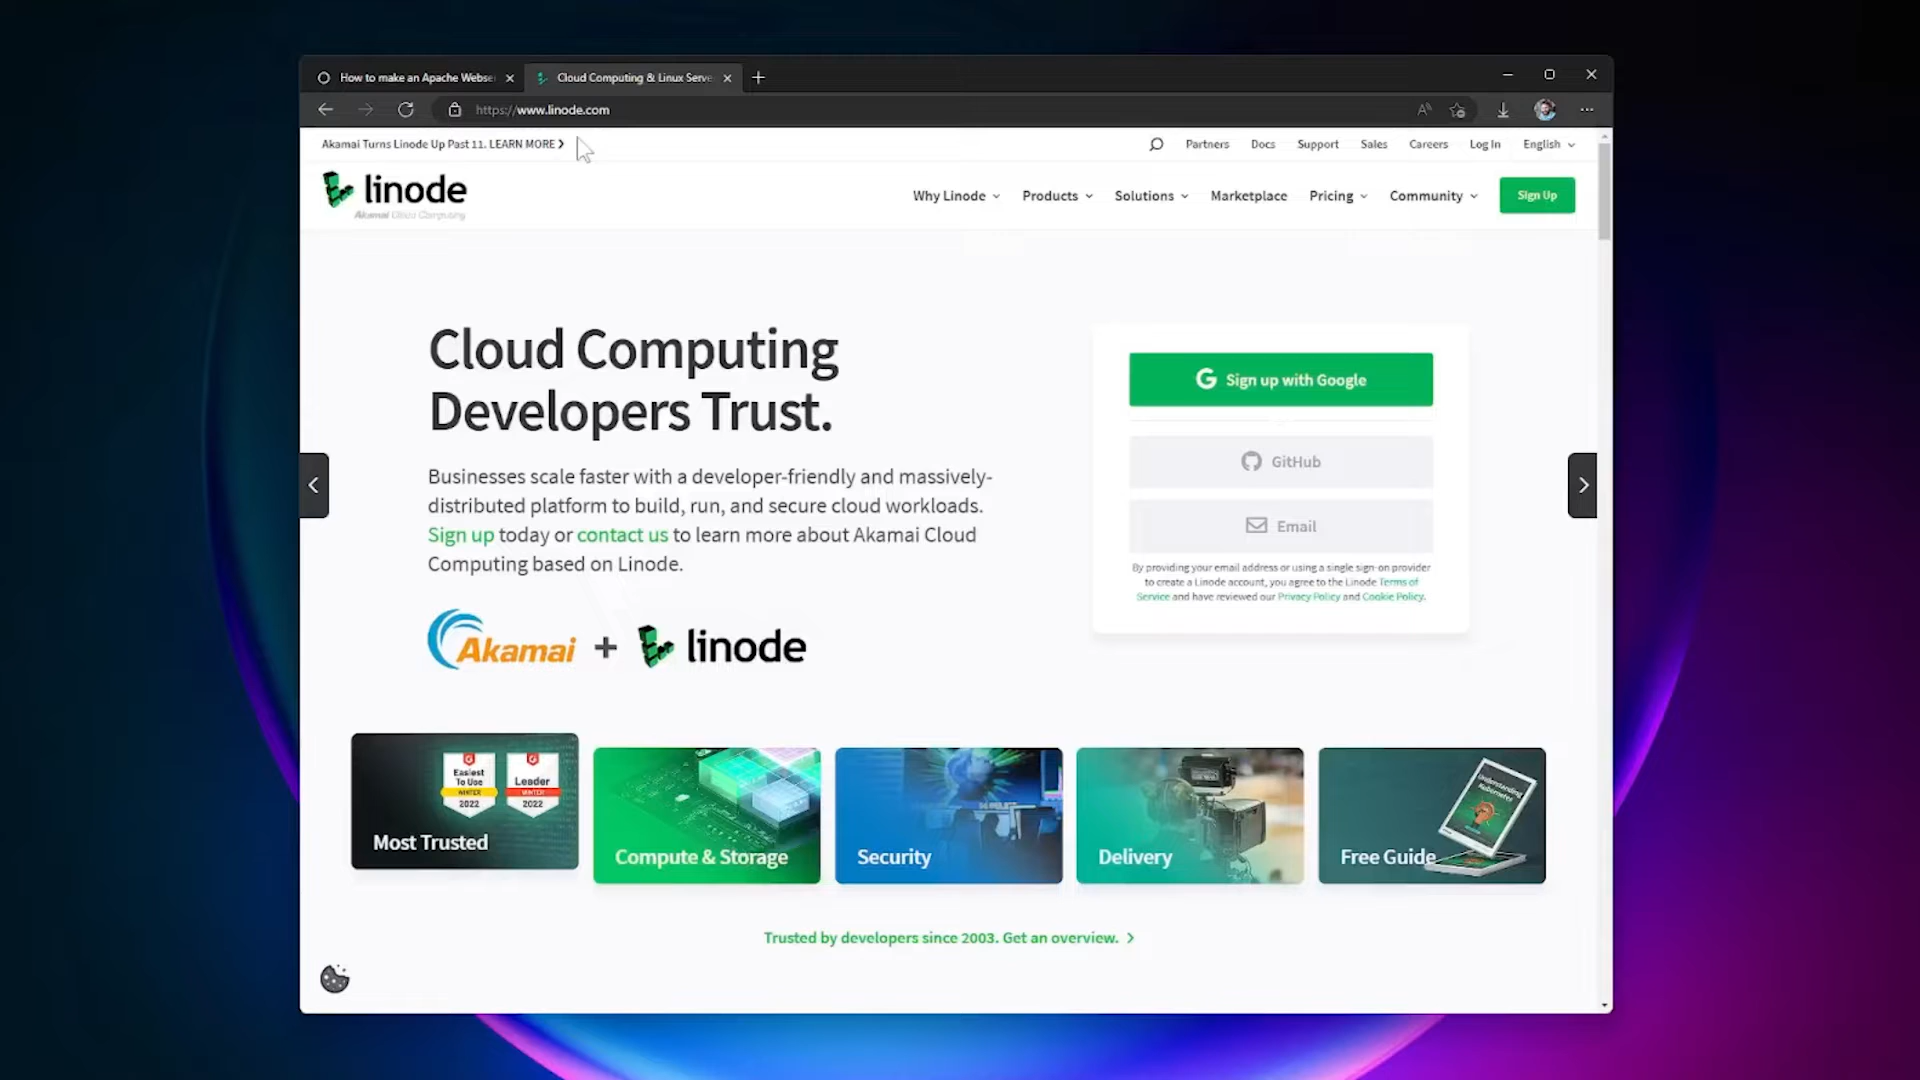 How to make an Apache Webse
Cloud Computing & Linux Serve
https://www.linode.com
Akamai Turns Linode Up Past 11. LEARN MORE
Partners
Docs
Support
Sales
Careers
Log In
English
linode
Akamai Cloud Computing
Why Linode
Products
Solutions
Marketplace
Pricing
Community
Sign Up
Cloud Computing
Developers Trust.
Businesses scale faster with a developer-friendly and massively-
distributed platform to build, run, and secure cloud workloads.
Sign up today or contact us to learn more about Akamai Cloud
Computing based on Linode.
Akamai + linode
Sign up with Google
GitHub
Email
By providing your email address or using a single sign-on provider
to create a Linode account, you agree to the Linode Terms of
Service and have reviewed our Privacy Policy and Cookie Policy.
Easiest
To Use
WINTER
2022
Leader
WINTER
2022
Most Trusted
Compute & Storage
Security
Delivery
Understanding
Kubernetes
Free Guide
Trusted by developers since 2003. Get an overview.